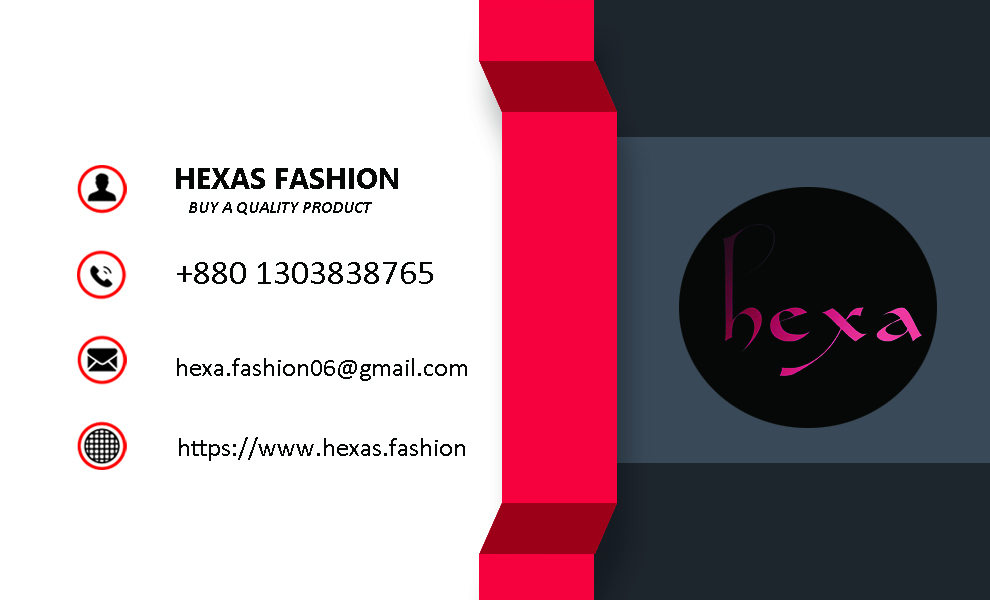 HEXAS FASHION
BUY A QUALITY PRODUCT
+880 1303838765
hexa.fashion06@gmail.com
https://www.hexas.fashion
hexa